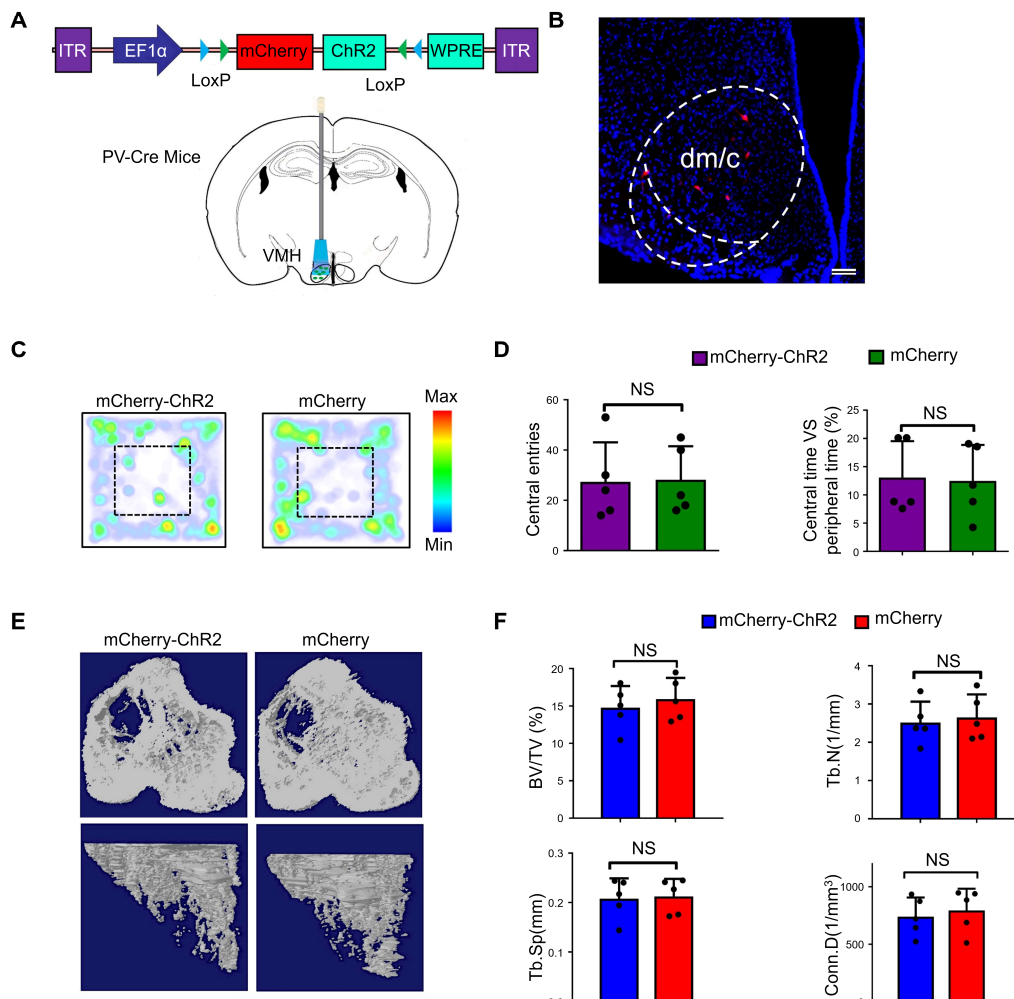 A
ITR EF1α mCherry ChR2 WPRE ITR
LoxP LoxP
PV-Cre Mice
VMH
B
dm/c
C
mCherry-ChR2 mCherry
Max
Min
D
mCherry-ChR2 mCherry
NS
Central entries
60
40
20
0
NS
Central time VS
peripheral time (%)
25
20
15
10
5
0
E
mCherry-ChR2 mCherry
F
mCherry-ChR2 mCherry
NS
BV/TV (%)
20
15
10
5
0
NS
Tb.N(1/mm)
4
3
2
1
0
NS
Tb.Sp(mm)
0.3
0.2
0.1
NS
Conn.D(1/mm³)
1000
500